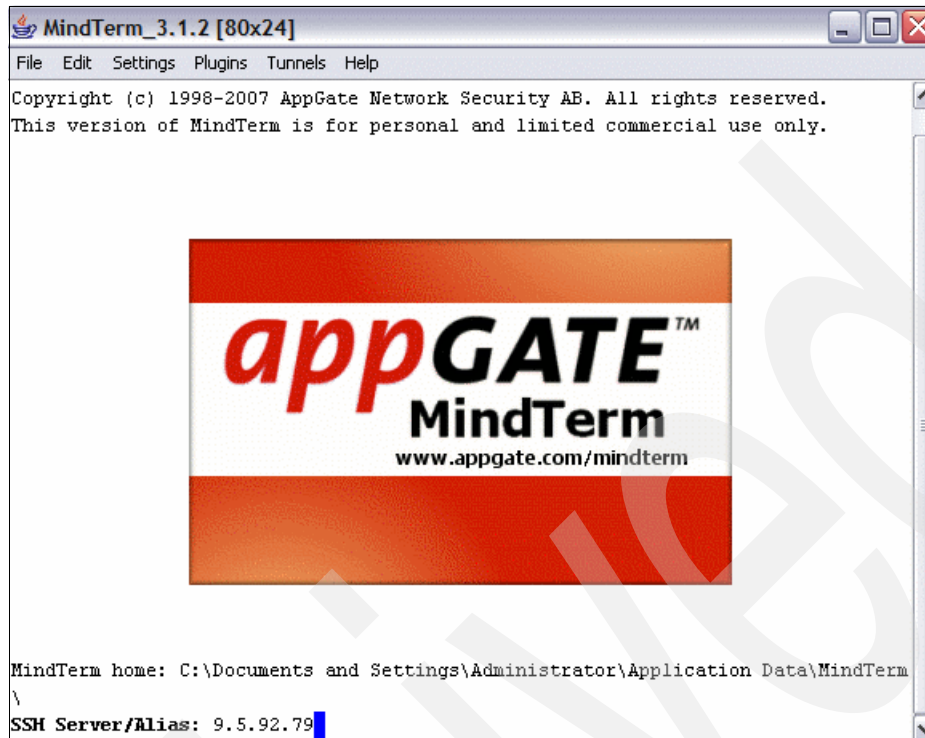 MindTerm_3.1.2 [80x24]
File Edit Settings Plugins Tunnels Help
Copyright (c) 1998-2007 AppGate Network Security AB. All rights reserved.
This version of MindTerm is for personal and limited commercial use only.
appGATE™
MindTerm
www.appgate.com/mindterm
MindTerm home: C:\Documents and Settings\Administrator\Application Data\MindTerm
\
SSH Server/Alias: 9.5.92.79